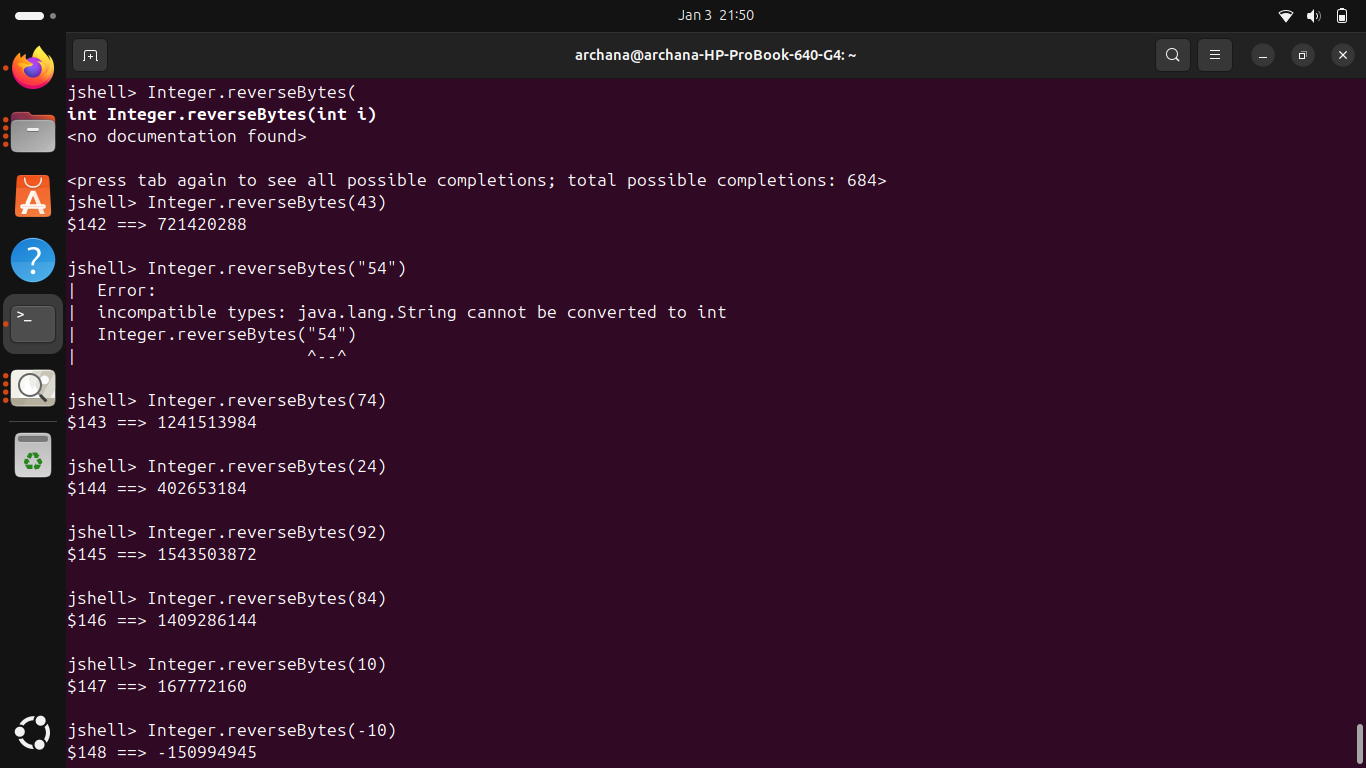 Jan 3 21:50
archana@archana-HP-ProBook-640-G4: ~
jshell> Integer.reverseBytes(
int Integer.reverseBytes(int i)
<no documentation found>
<press tab again to see all possible completions; total possible completions: 684>
jshell> Integer.reverseBytes(43)
$142 ==> 721420288
jshell> Integer.reverseBytes("54")
|  Error:
|  incompatible types: java.lang.String cannot be converted to int
|  Integer.reverseBytes("54")
|                       ^--^
jshell> Integer.reverseBytes(74)
$143 ==> 1241513984
jshell> Integer.reverseBytes(24)
$144 ==> 402653184
jshell> Integer.reverseBytes(92)
$145 ==> 1543503872
jshell> Integer.reverseBytes(84)
$146 ==> 1409286144
jshell> Integer.reverseBytes(10)
$147 ==> 167772160
jshell> Integer.reverseBytes(-10)
$148 ==> -150994945